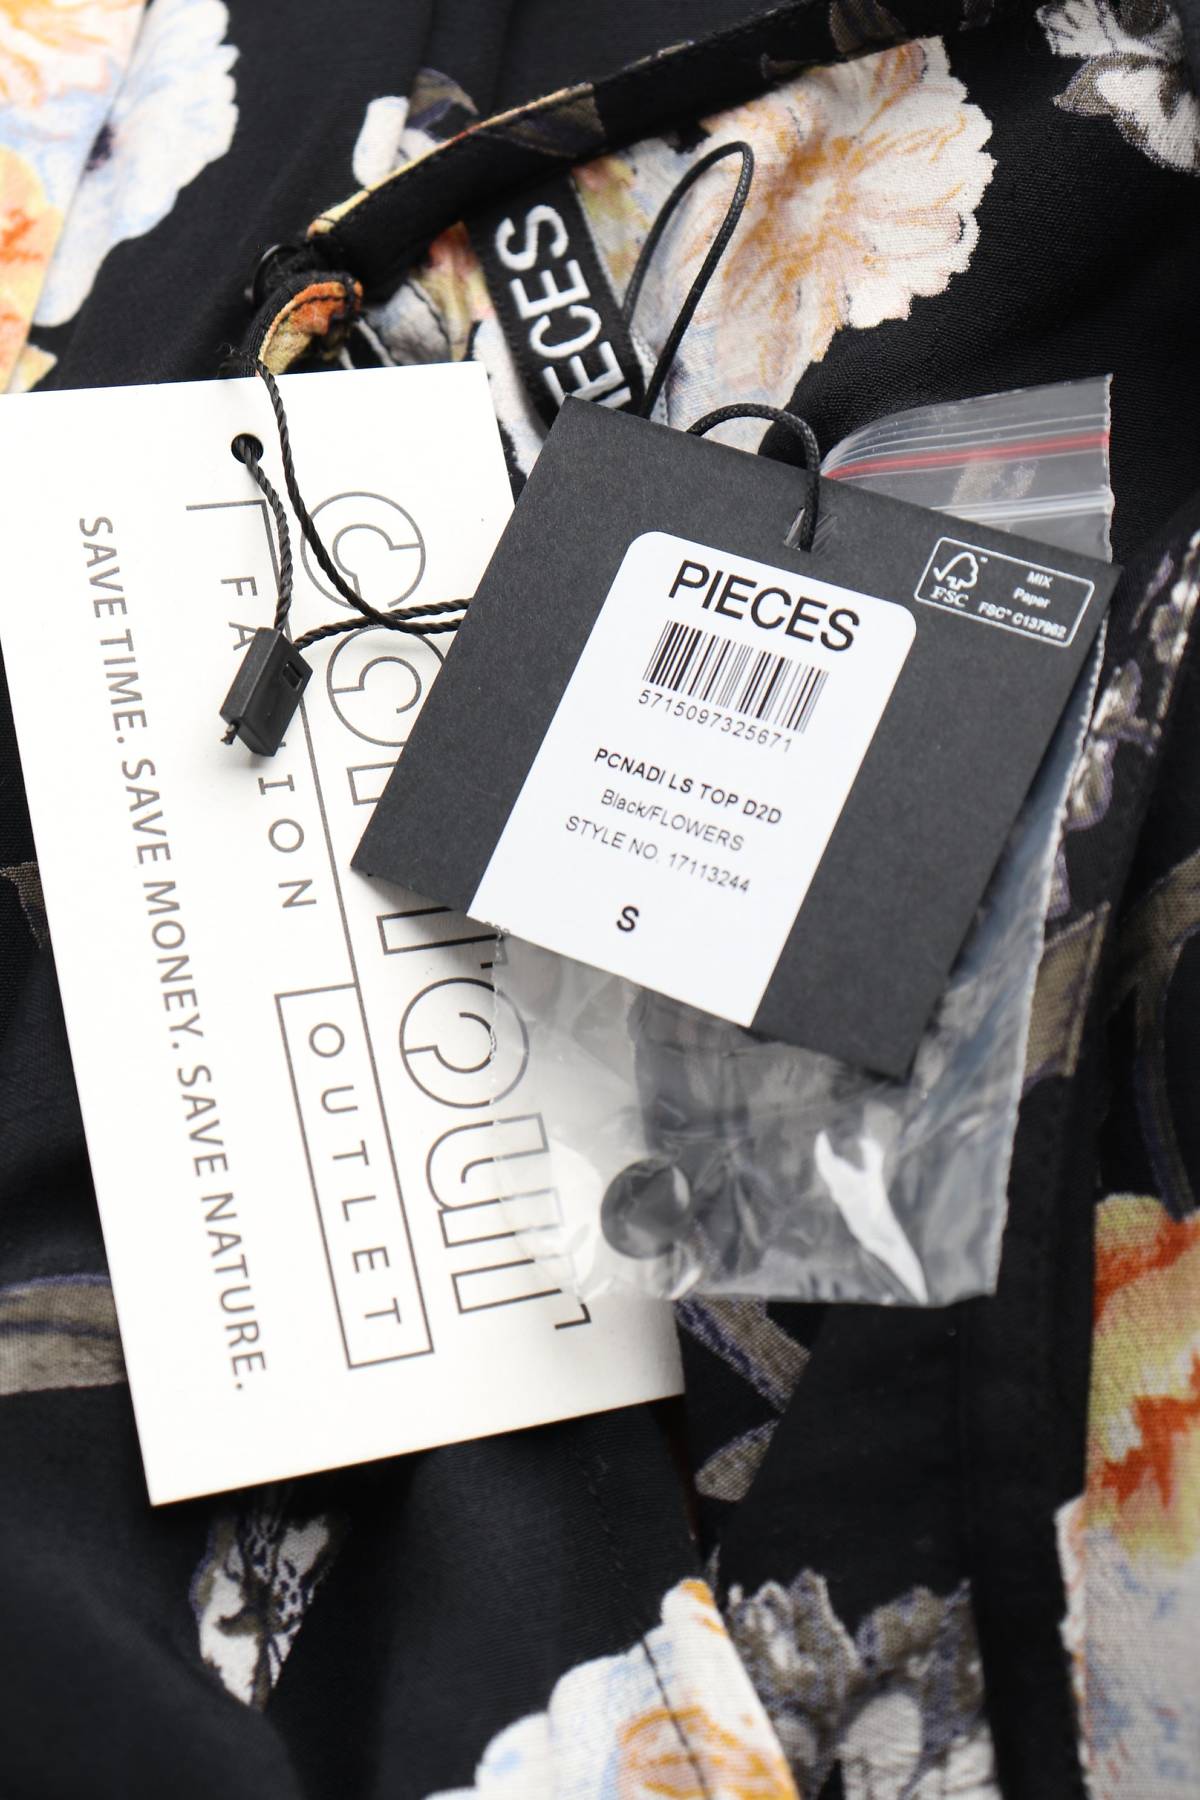 PIECES
PIECES
5715097325671
PCNADI LS TOP D2D
Black/FLOWERS
STYLE NO. 17113244
S
FSC
MIX
Paper
FSC® C137962
OUTLET
SAVE TIME. SAVE MONEY. SAVE NATURE.